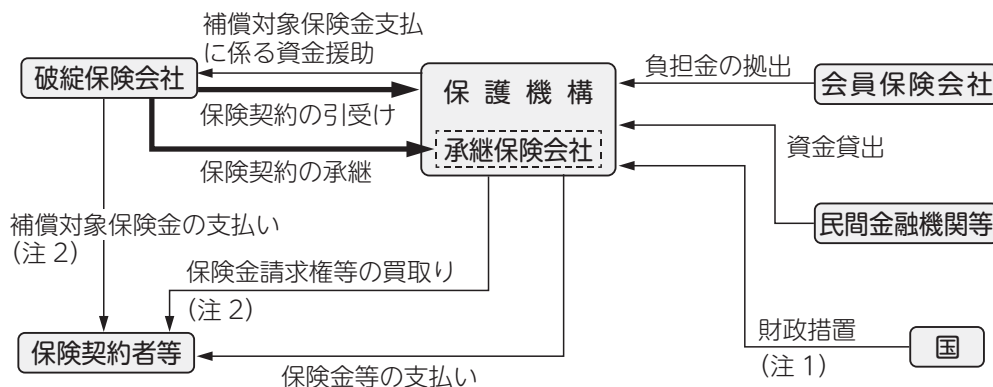 補償対象保険金支払
に係る資金援助
破綻保険会社
保険契約の引受け
保険契約の承継
保護機構
承継保険会社
負担金の拠出
会員保険会社
資金貸出
民間金融機関等
補償対象保険金の支払い
(注 2)
保険金請求権等の買取り
(注 2)
財政措置
(注 1)
国
保険契約者等
保険金等の支払い